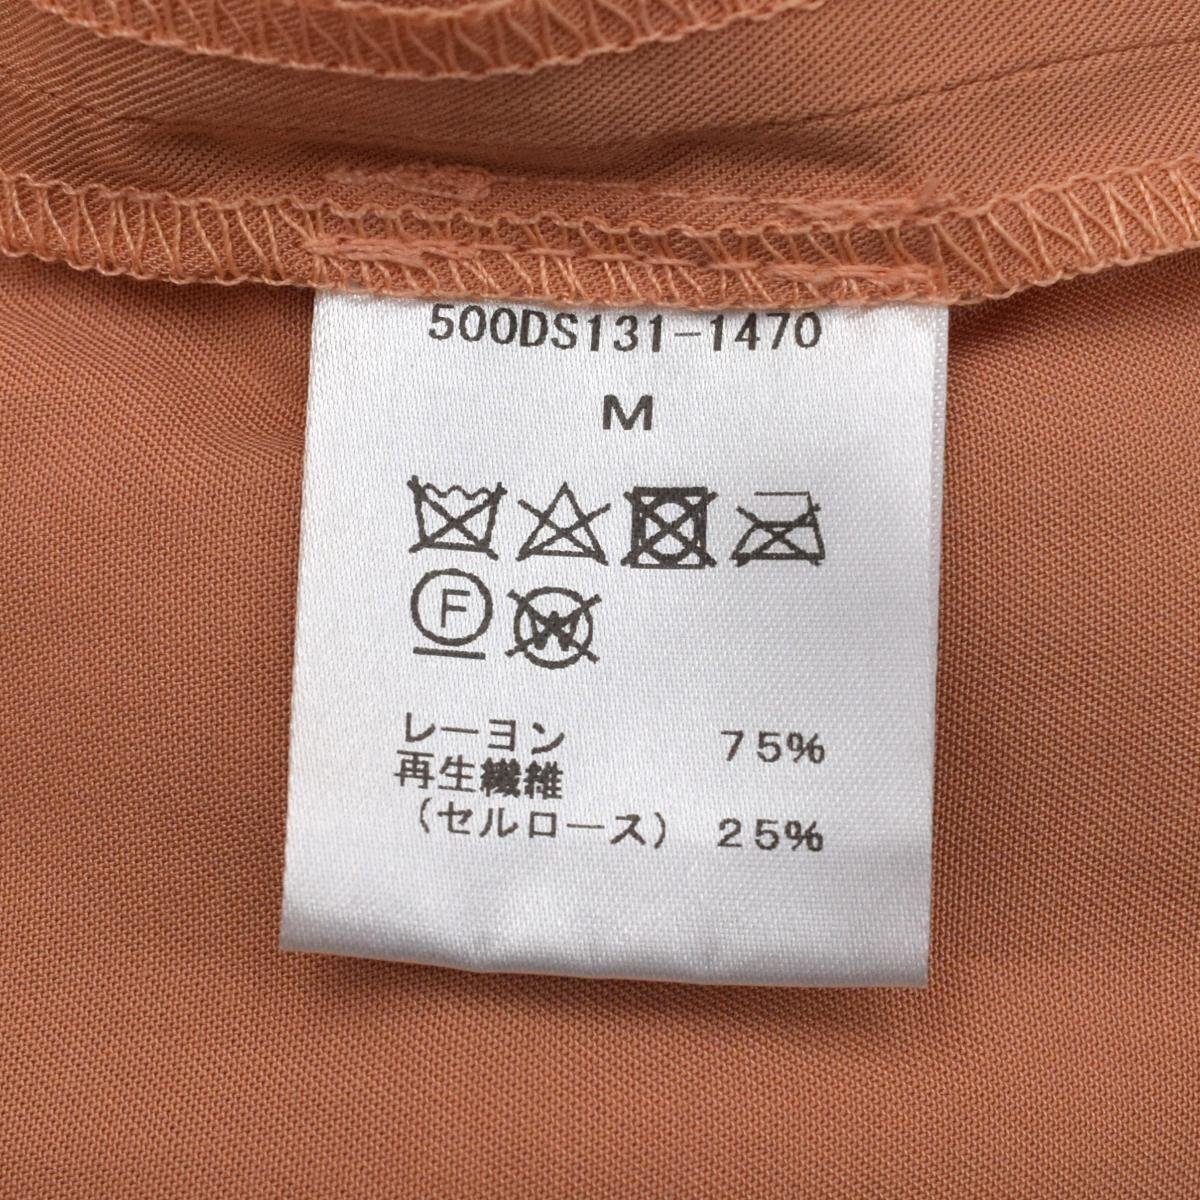 500DS131-1470
M
F
W
レーヨン 75%
再生繊維
（セルロース） 25%